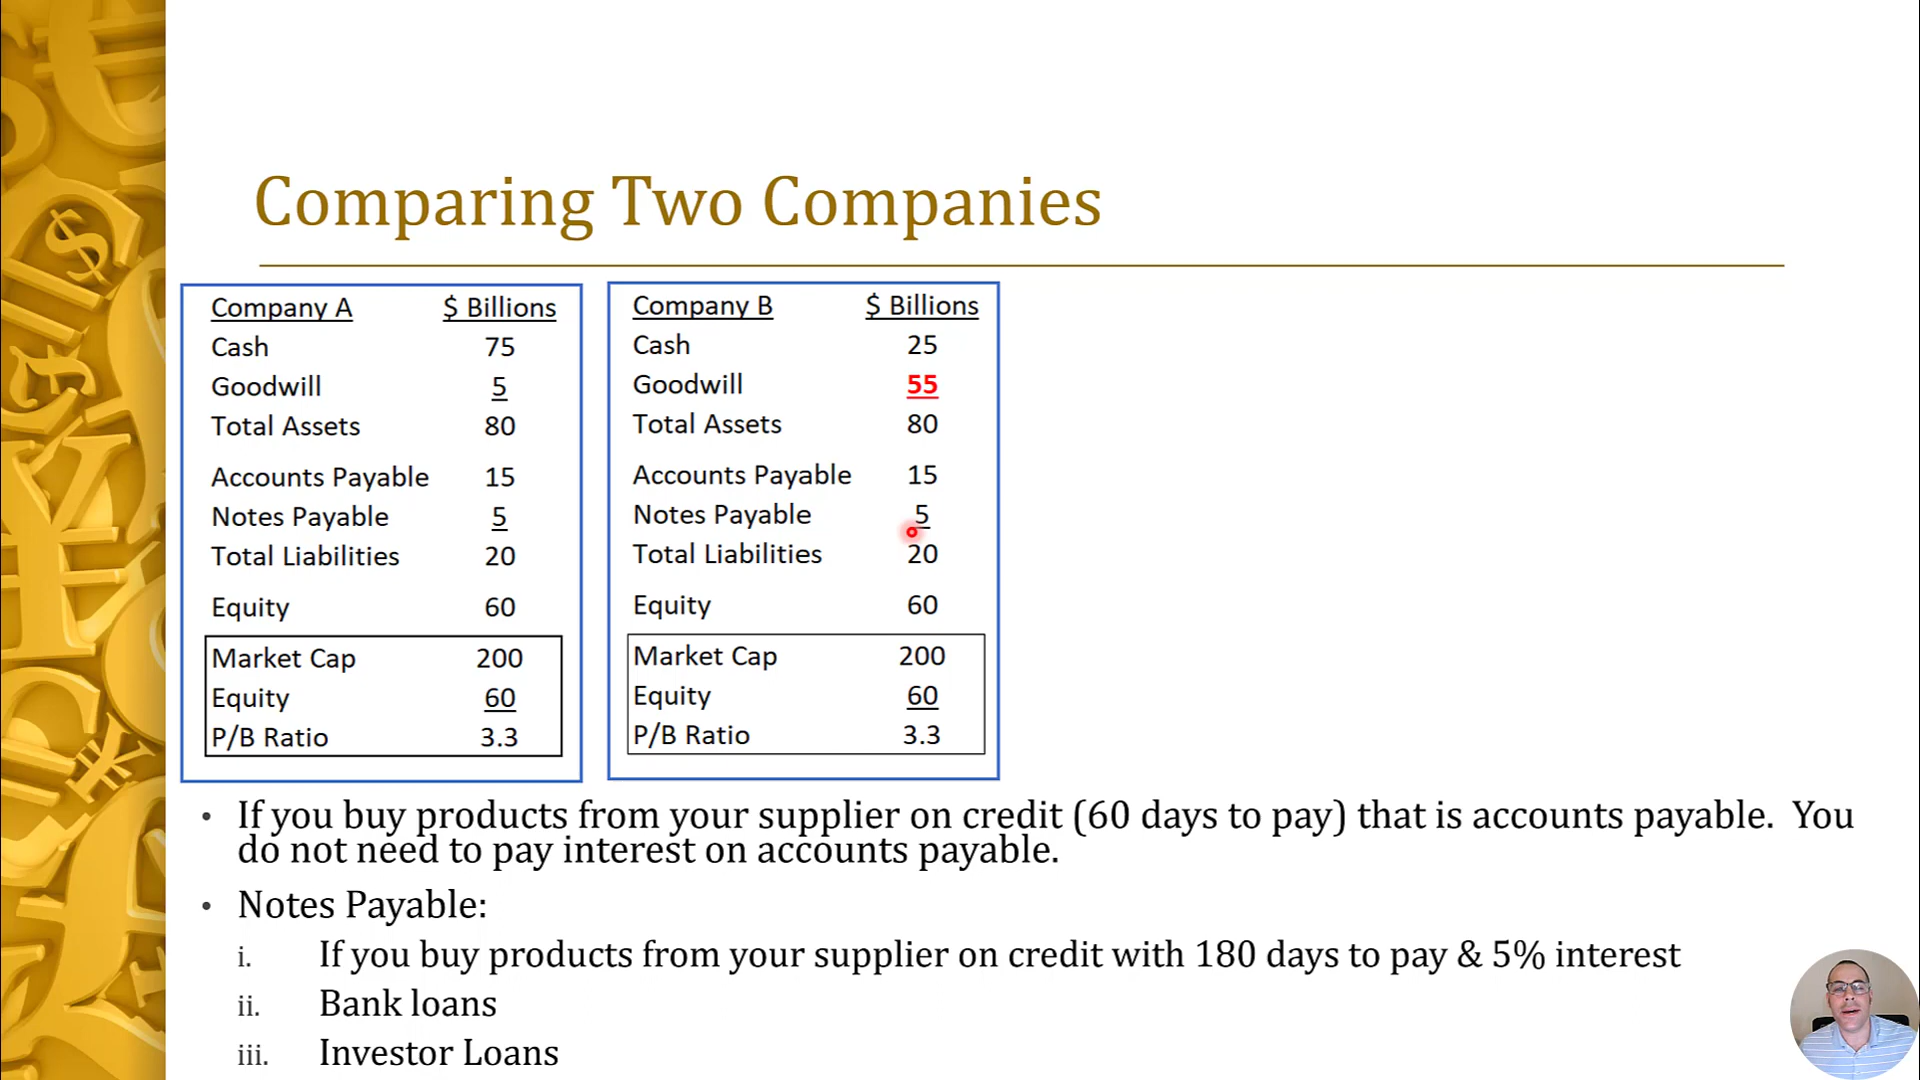 Comparing Two Companies
Company A $ Billions
Cash 75
Goodwill 5
Total Assets 80
Accounts Payable 15
Notes Payable 5
Total Liabilities 20
Equity 60
Market Cap 200
Equity 60
P/B Ratio 3.3
Company B $ Billions
Cash 25
Goodwill 55
Total Assets 80
Accounts Payable 15
Notes Payable 5
Total Liabilities 20
Equity 60
Market Cap 200
Equity 60
P/B Ratio 3.3
• If you buy products from your supplier on credit (60 days to pay) that is accounts payable. You
do not need to pay interest on accounts payable.
• Notes Payable:
i. If you buy products from your supplier on credit with 180 days to pay & 5% interest
ii. Bank loans
iii. Investor Loans